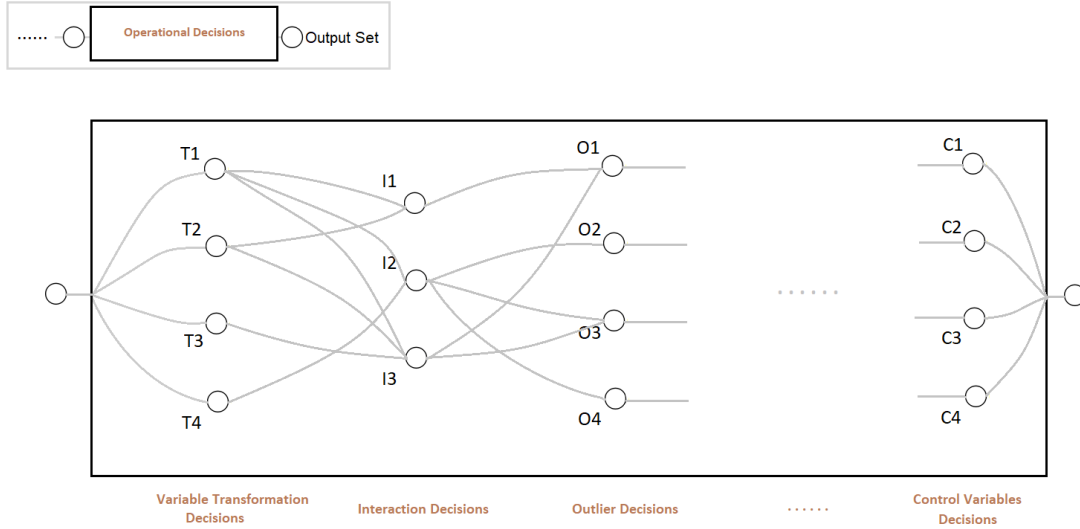 ......
Operational Decisions
Output Set
T1
T2
T3
T4
I1
I2
I3
O1
O2
O3
O4
......
C1
C2
C3
C4
Variable Transformation
Decisions
Interaction Decisions
Outlier Decisions
......
Control Variables
Decisions